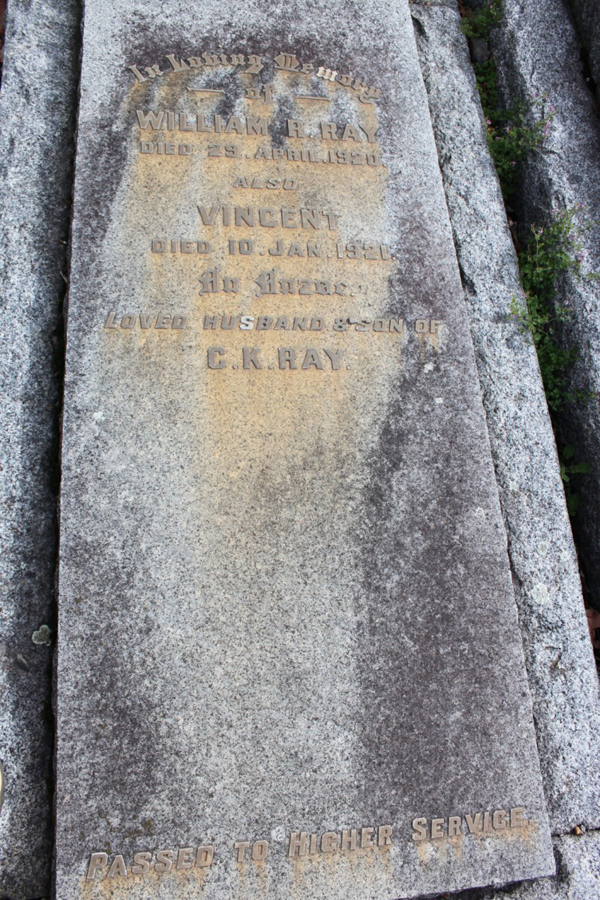 In Loving Memory
of
WILLIAM R. RAY
DIED 29. APRIL. 1920.
ALSO
VINCENT
DIED 10. JAN. 1921.
An Anzac.
LOVED HUSBAND & SON OF
C. K. RAY.
PASSED TO HIGHER SERVICE.